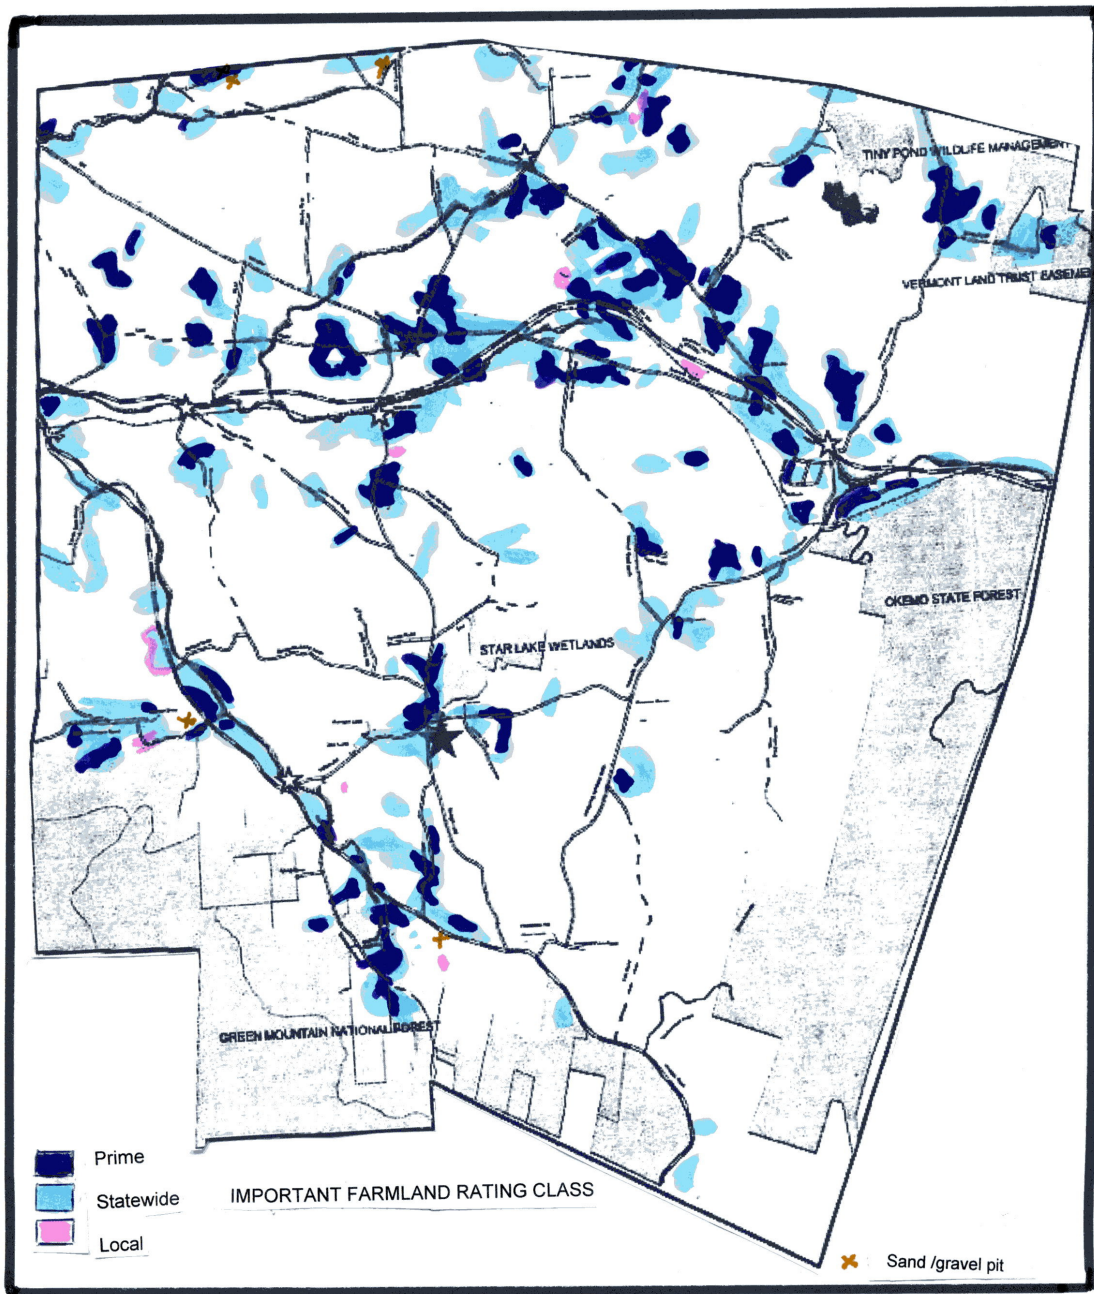 TINY POND WILDLIFE MANAGEMENT
VERMONT LAND TRUST EASEME
OKEMO STATE FOREST
STAR LAKE WETLANDS
GREEN MOUNTAIN NATIONAL FOREST
Prime
Statewide
IMPORTANT FARMLAND RATING CLASS
Local
Sand /gravel pit